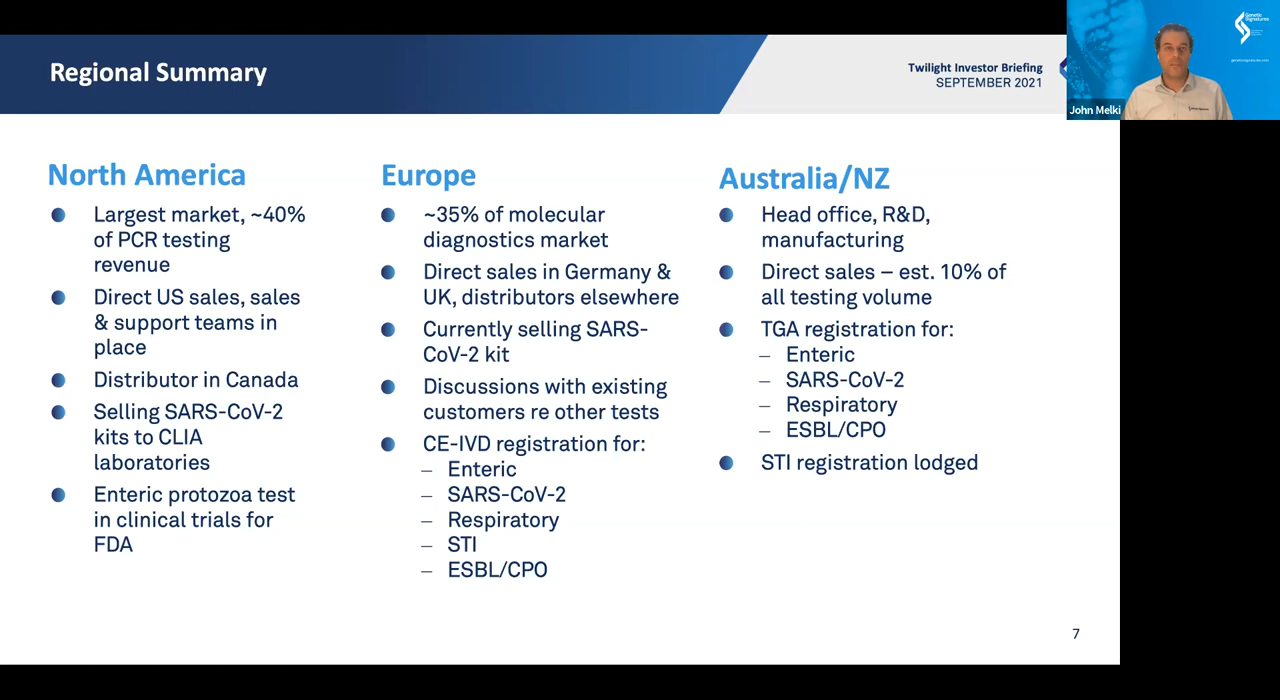 Regional Summary
Twilight Investor Briefing
SEPTEMBER 2021
Genetic
Signatures
John Melki
North America
Largest market, ~40%
of PCR testing
revenue
Direct US sales, sales
& support teams in
place
Distributor in Canada
Selling SARS-CoV-2
kits to CLIA
laboratories
Enteric protozoa test
in clinical trials for
FDA
Europe
~35% of molecular
diagnostics market
Direct sales in Germany &
UK, distributors elsewhere
Currently selling SARS-
CoV-2 kit
Discussions with existing
customers re other tests
CE-IVD registration for:
– Enteric
– SARS-CoV-2
– Respiratory
– STI
– ESBL/CPO
Australia/NZ
Head office, R&D,
manufacturing
Direct sales – est. 10% of
all testing volume
TGA registration for:
– Enteric
– SARS-CoV-2
– Respiratory
– ESBL/CPO
STI registration lodged
7